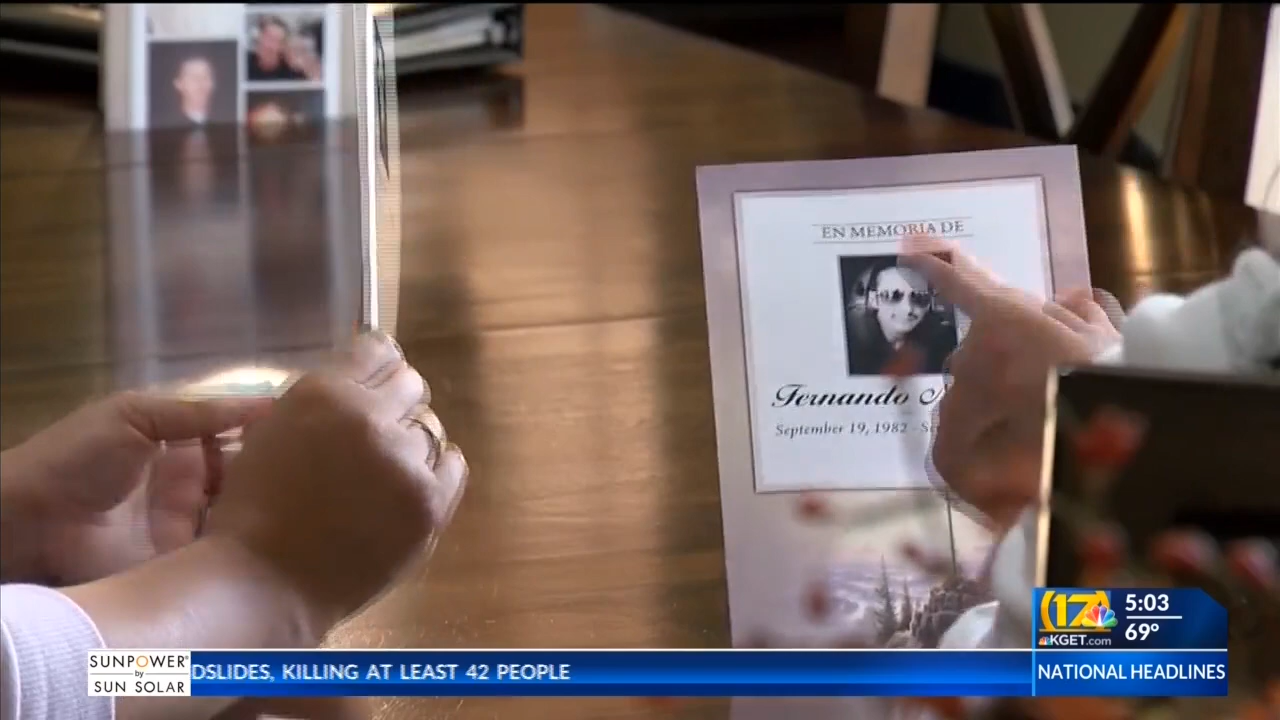 EN MEMORIA DE
Fernando
September 19, 1982 -
17
KGET.com
5:03
69°
SUNPOWER
by
SUN SOLAR
DSLIDES, KILLING AT LEAST 42 PEOPLE
NATIONAL HEADLINES